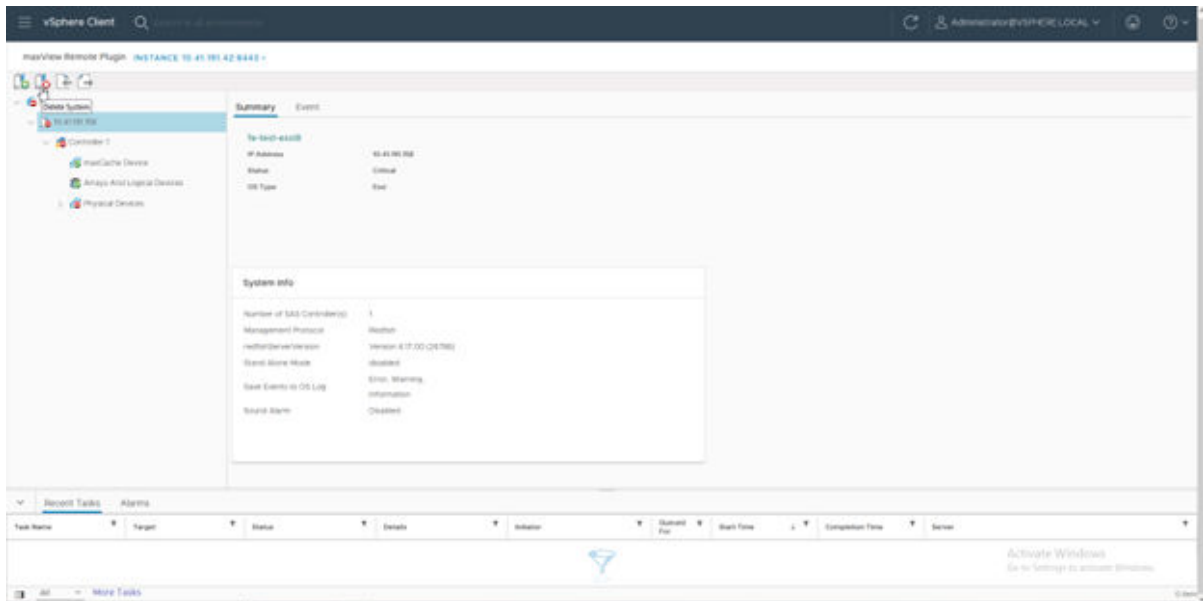 vSphere Client
Administrator@VSPHERE.LOCAL
maxView Remote Plugin INSTANCE 10.41.191.42:8443
Delete System
Summary Event
Controller 1
IP Address
maxCache Device
Status Critical
Arrays And Logical Devices
OS Type
Physical Devices
System Info
Number of SAS Controller(s) 1
Management Protocol Redfish
redfishServerVersion
Stand Alone Mode disabled
Save Events to OS Log Error, Warning, 
Information
Sound Alarm Disabled
Recent Tasks Alarms
Task Name Target Status Details Initiator Queued For Start Time Completion Time Server
Activate Windows
Go to Settings to activate Windows.
All More Tasks